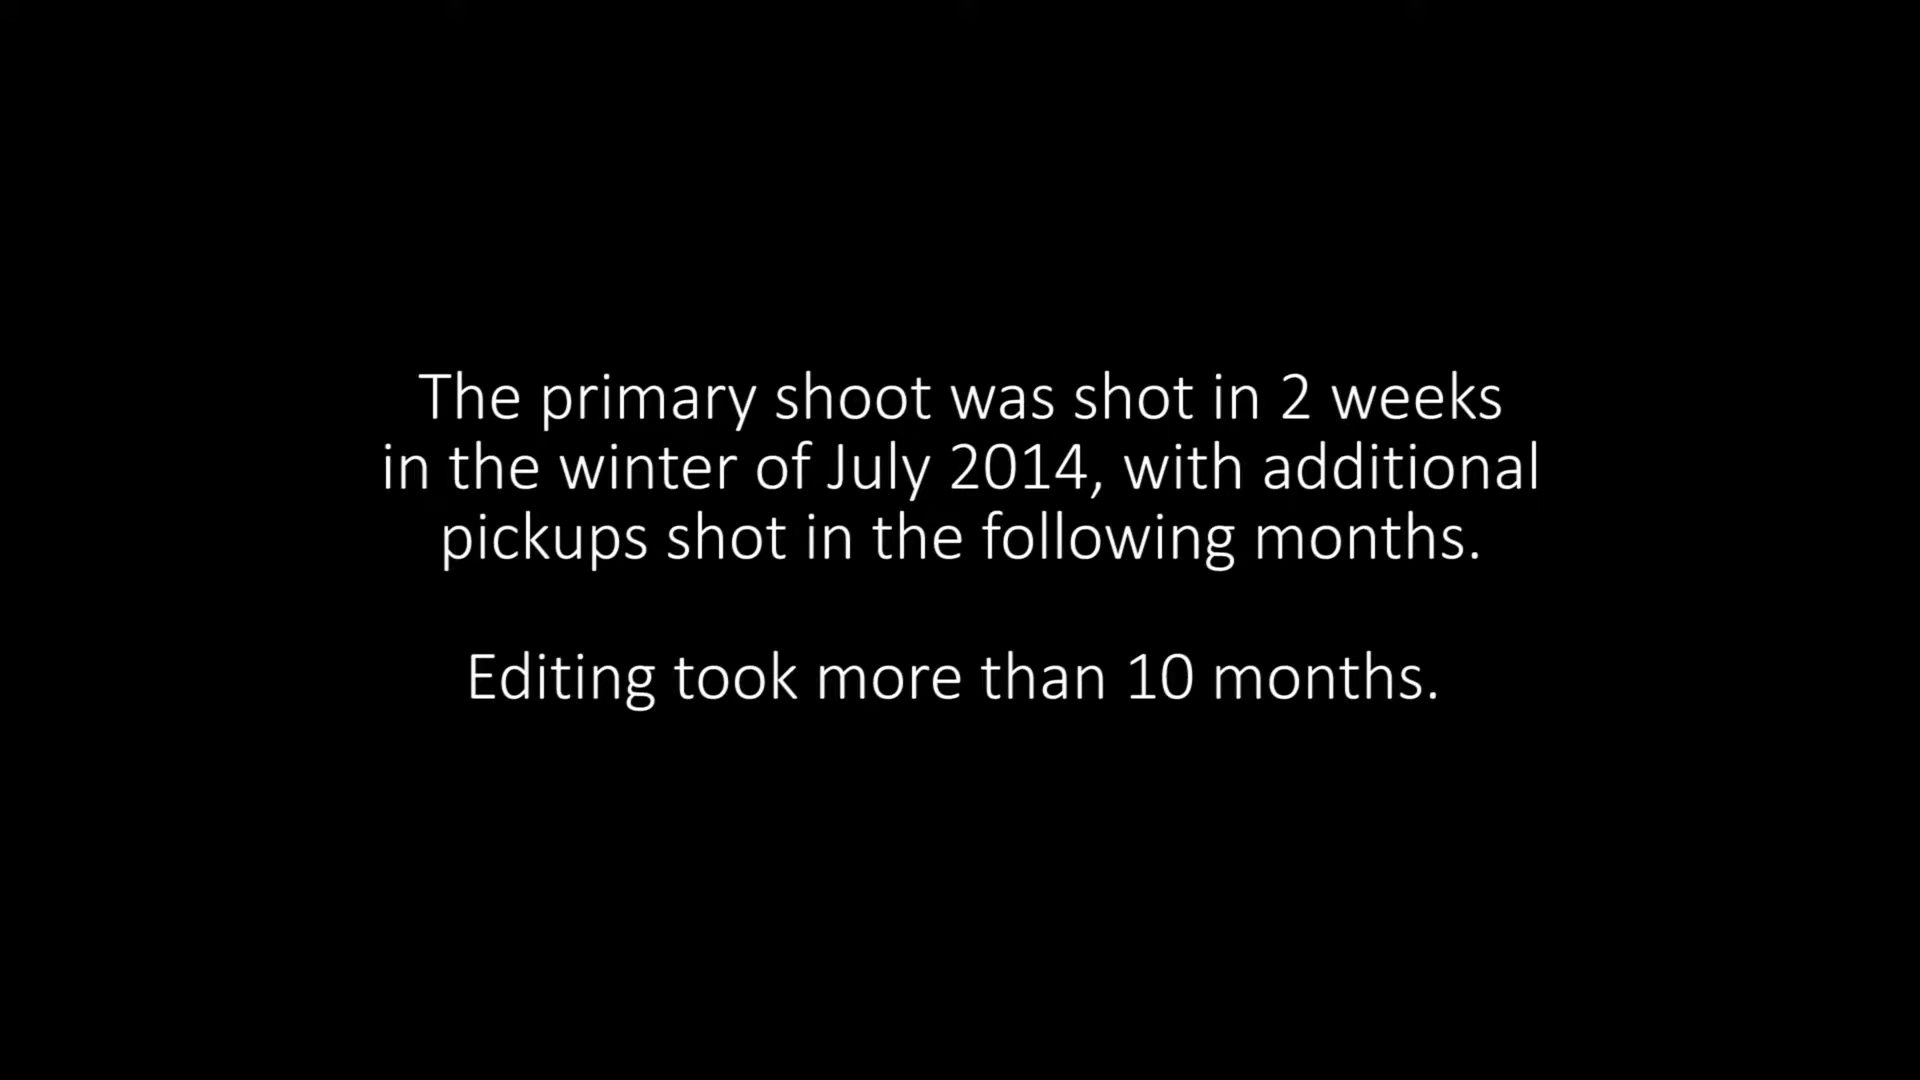 The primary shoot was shot in 2 weeks
in the winter of July 2014, with additional
pickups shot in the following months.
Editing took more than 10 months.